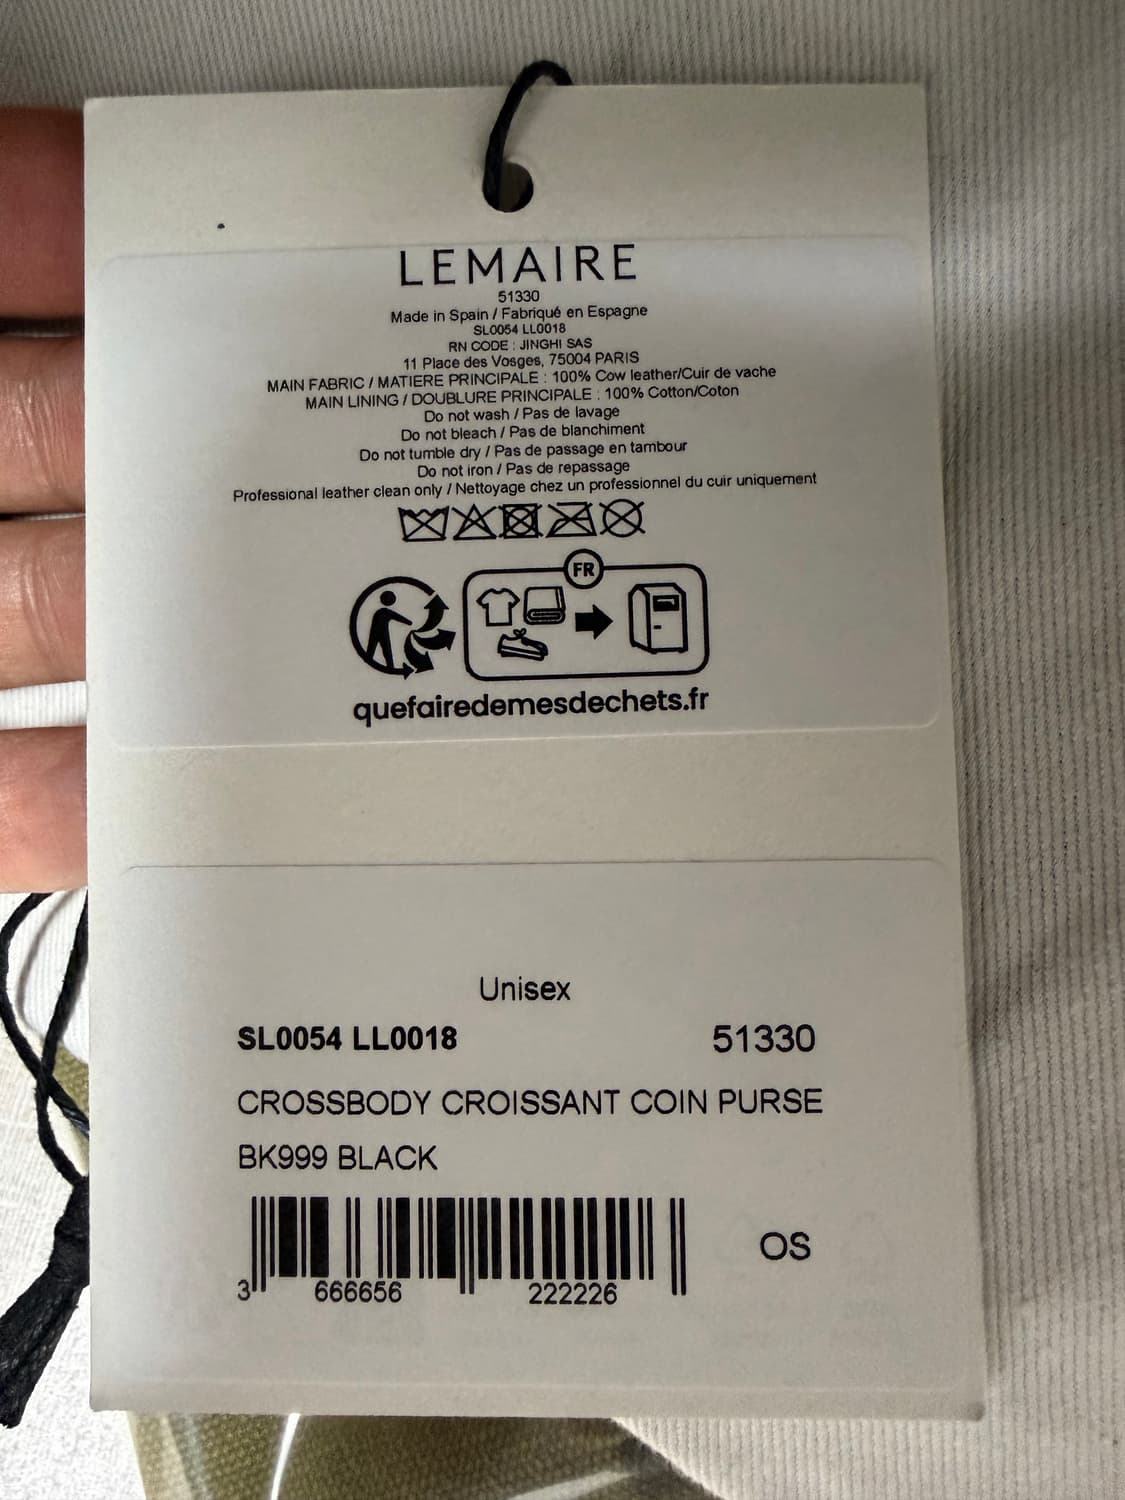 LEMAIRE
51330
Made in Spain / Fabriqué en Espagne
SL0054 LL0018
RN CODE : JINGHI SAS
11 Place des Vosges, 75004 PARIS
MAIN FABRIC / MATIERE PRINCIPALE : 100% Cow leather/Cuir de vache
MAIN LINING / DOUBLURE PRINCIPALE : 100% Cotton/Coton
Do not wash / Pas de lavage
Do not bleach / Pas de blanchiment
Do not tumble dry / Pas de passage en tambour
Do not iron / Pas de repassage
Professional leather clean only / Nettoyage chez un professionnel du cuir uniquement
FR
quefairedemesdechets.fr
Unisex
SL0054 LL0018 51330
CROSSBODY CROISSANT COIN PURSE
BK999 BLACK
OS
3 666656 222226